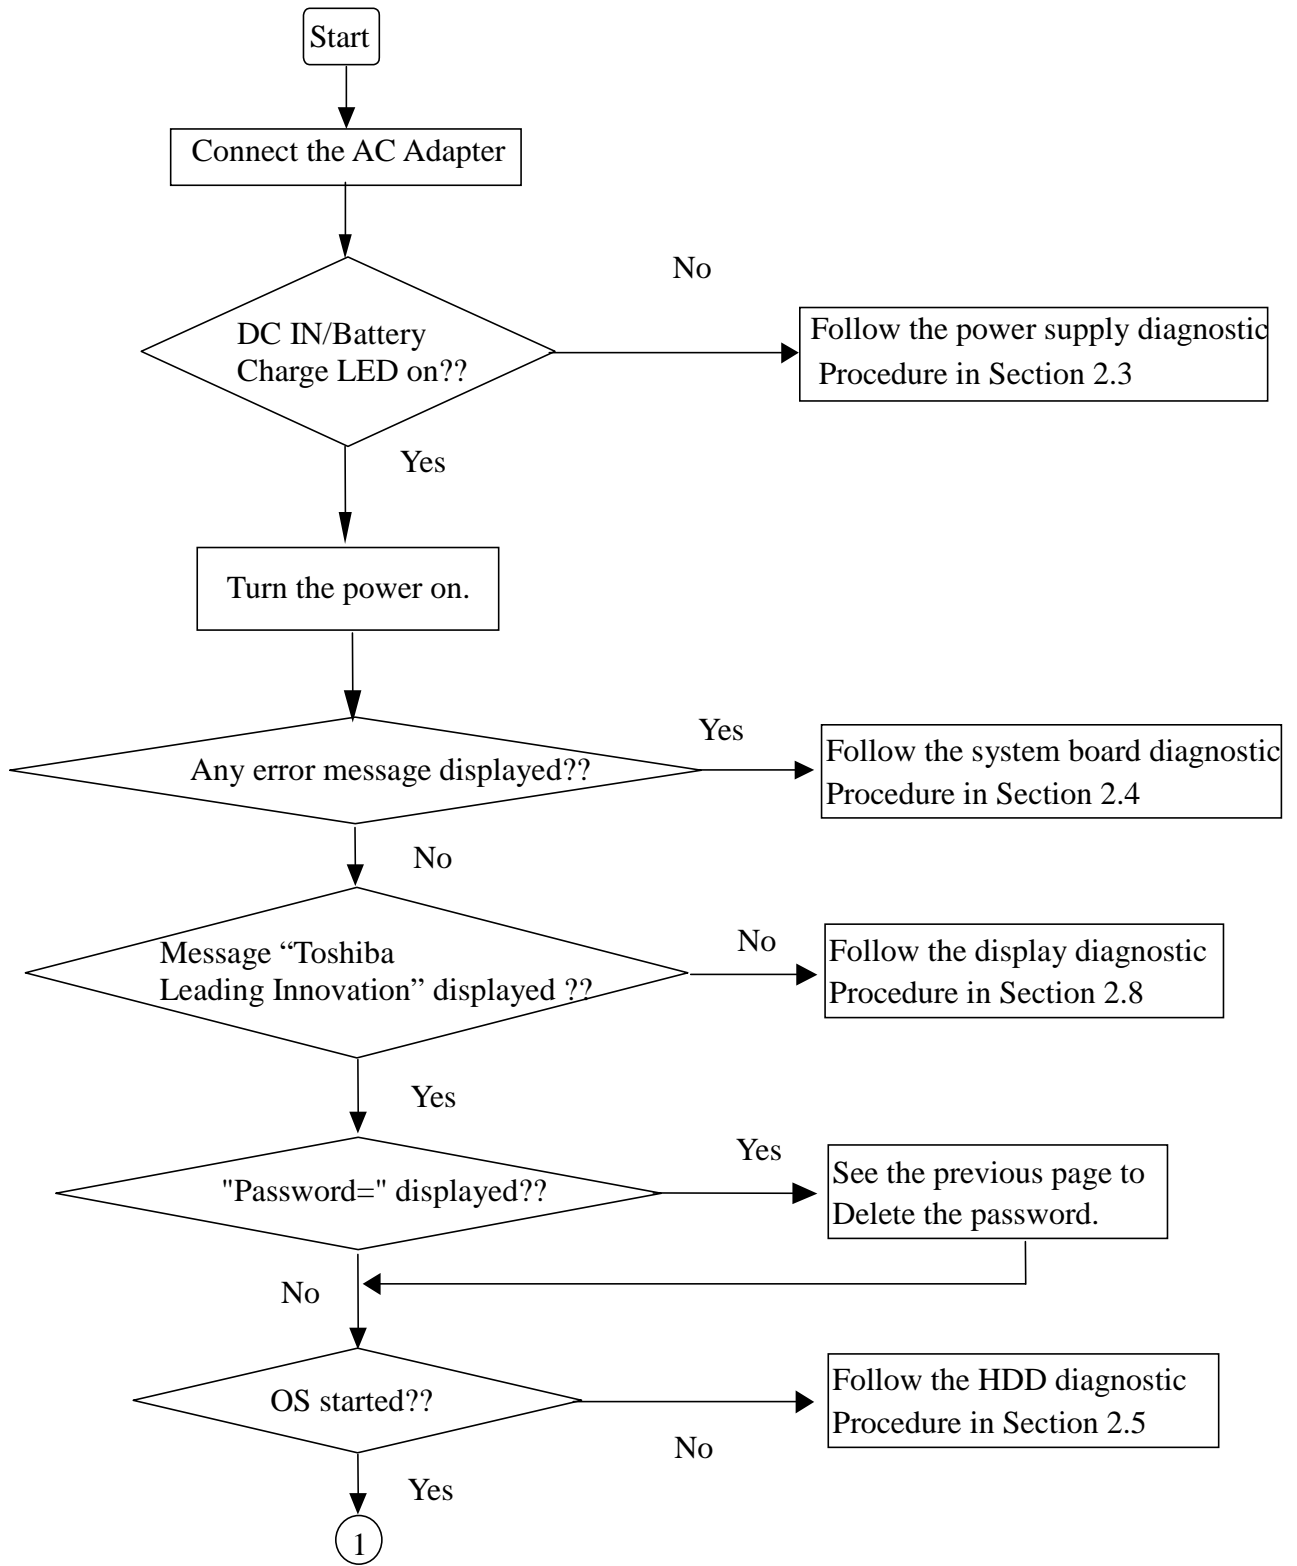 Start
Connect the AC Adapter
No
DC IN/Battery
Charge LED on??
Follow the power supply diagnostic
Procedure in Section 2.3
Yes
Turn the power on.
Yes
Any error message displayed??
Follow the system board diagnostic
Procedure in Section 2.4
No
Message “Toshiba
Leading Innovation” displayed ??
No
Follow the display diagnostic
Procedure in Section 2.8
Yes
"Password=" displayed??
Yes
See the previous page to
Delete the password.
No
OS started??
Follow the HDD diagnostic
Procedure in Section 2.5
No
Yes
1